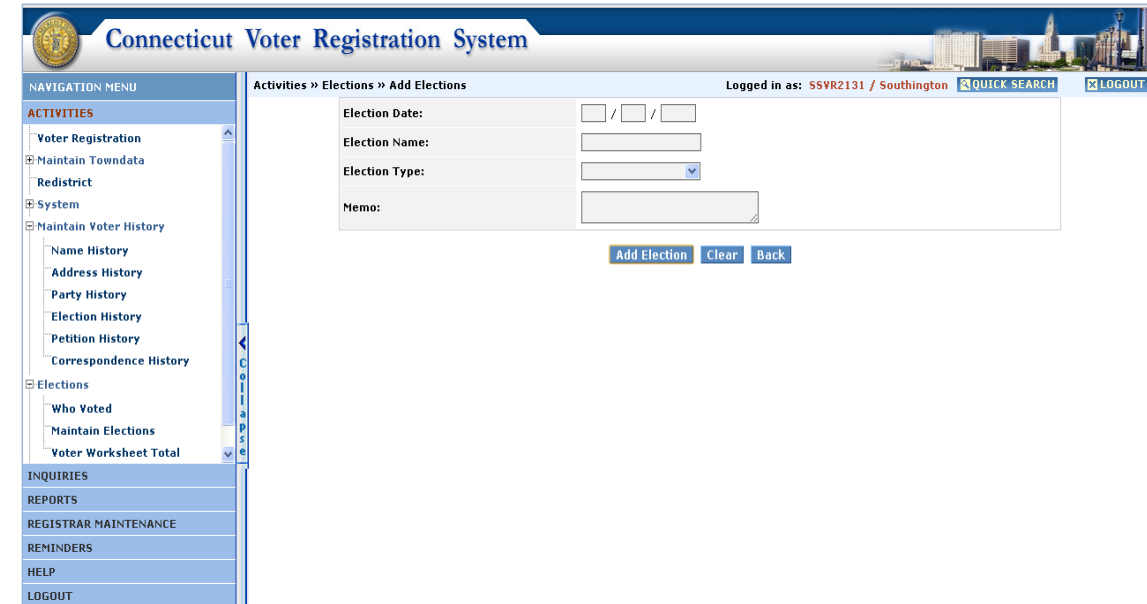 Connecticut Voter Registration System
NAVIGATION MENU
Activities » Elections » Add Elections
Logged in as: SSVR2131 / Southington
QUICK SEARCH
LOGOUT
ACTIVITIES
Voter Registration
Maintain Towndata
Redistrict
System
Maintain Voter History
Name History
Address History
Party History
Election History
Petition History
Correspondence History
Elections
Who Voted
Maintain Elections
Voter Worksheet Total
INQUIRIES
REPORTS
REGISTRAR MAINTENANCE
REMINDERS
HELP
LOGOUT
Collapse
Election Date: / /
Election Name:
Election Type:
Memo:
Add Election Clear Back